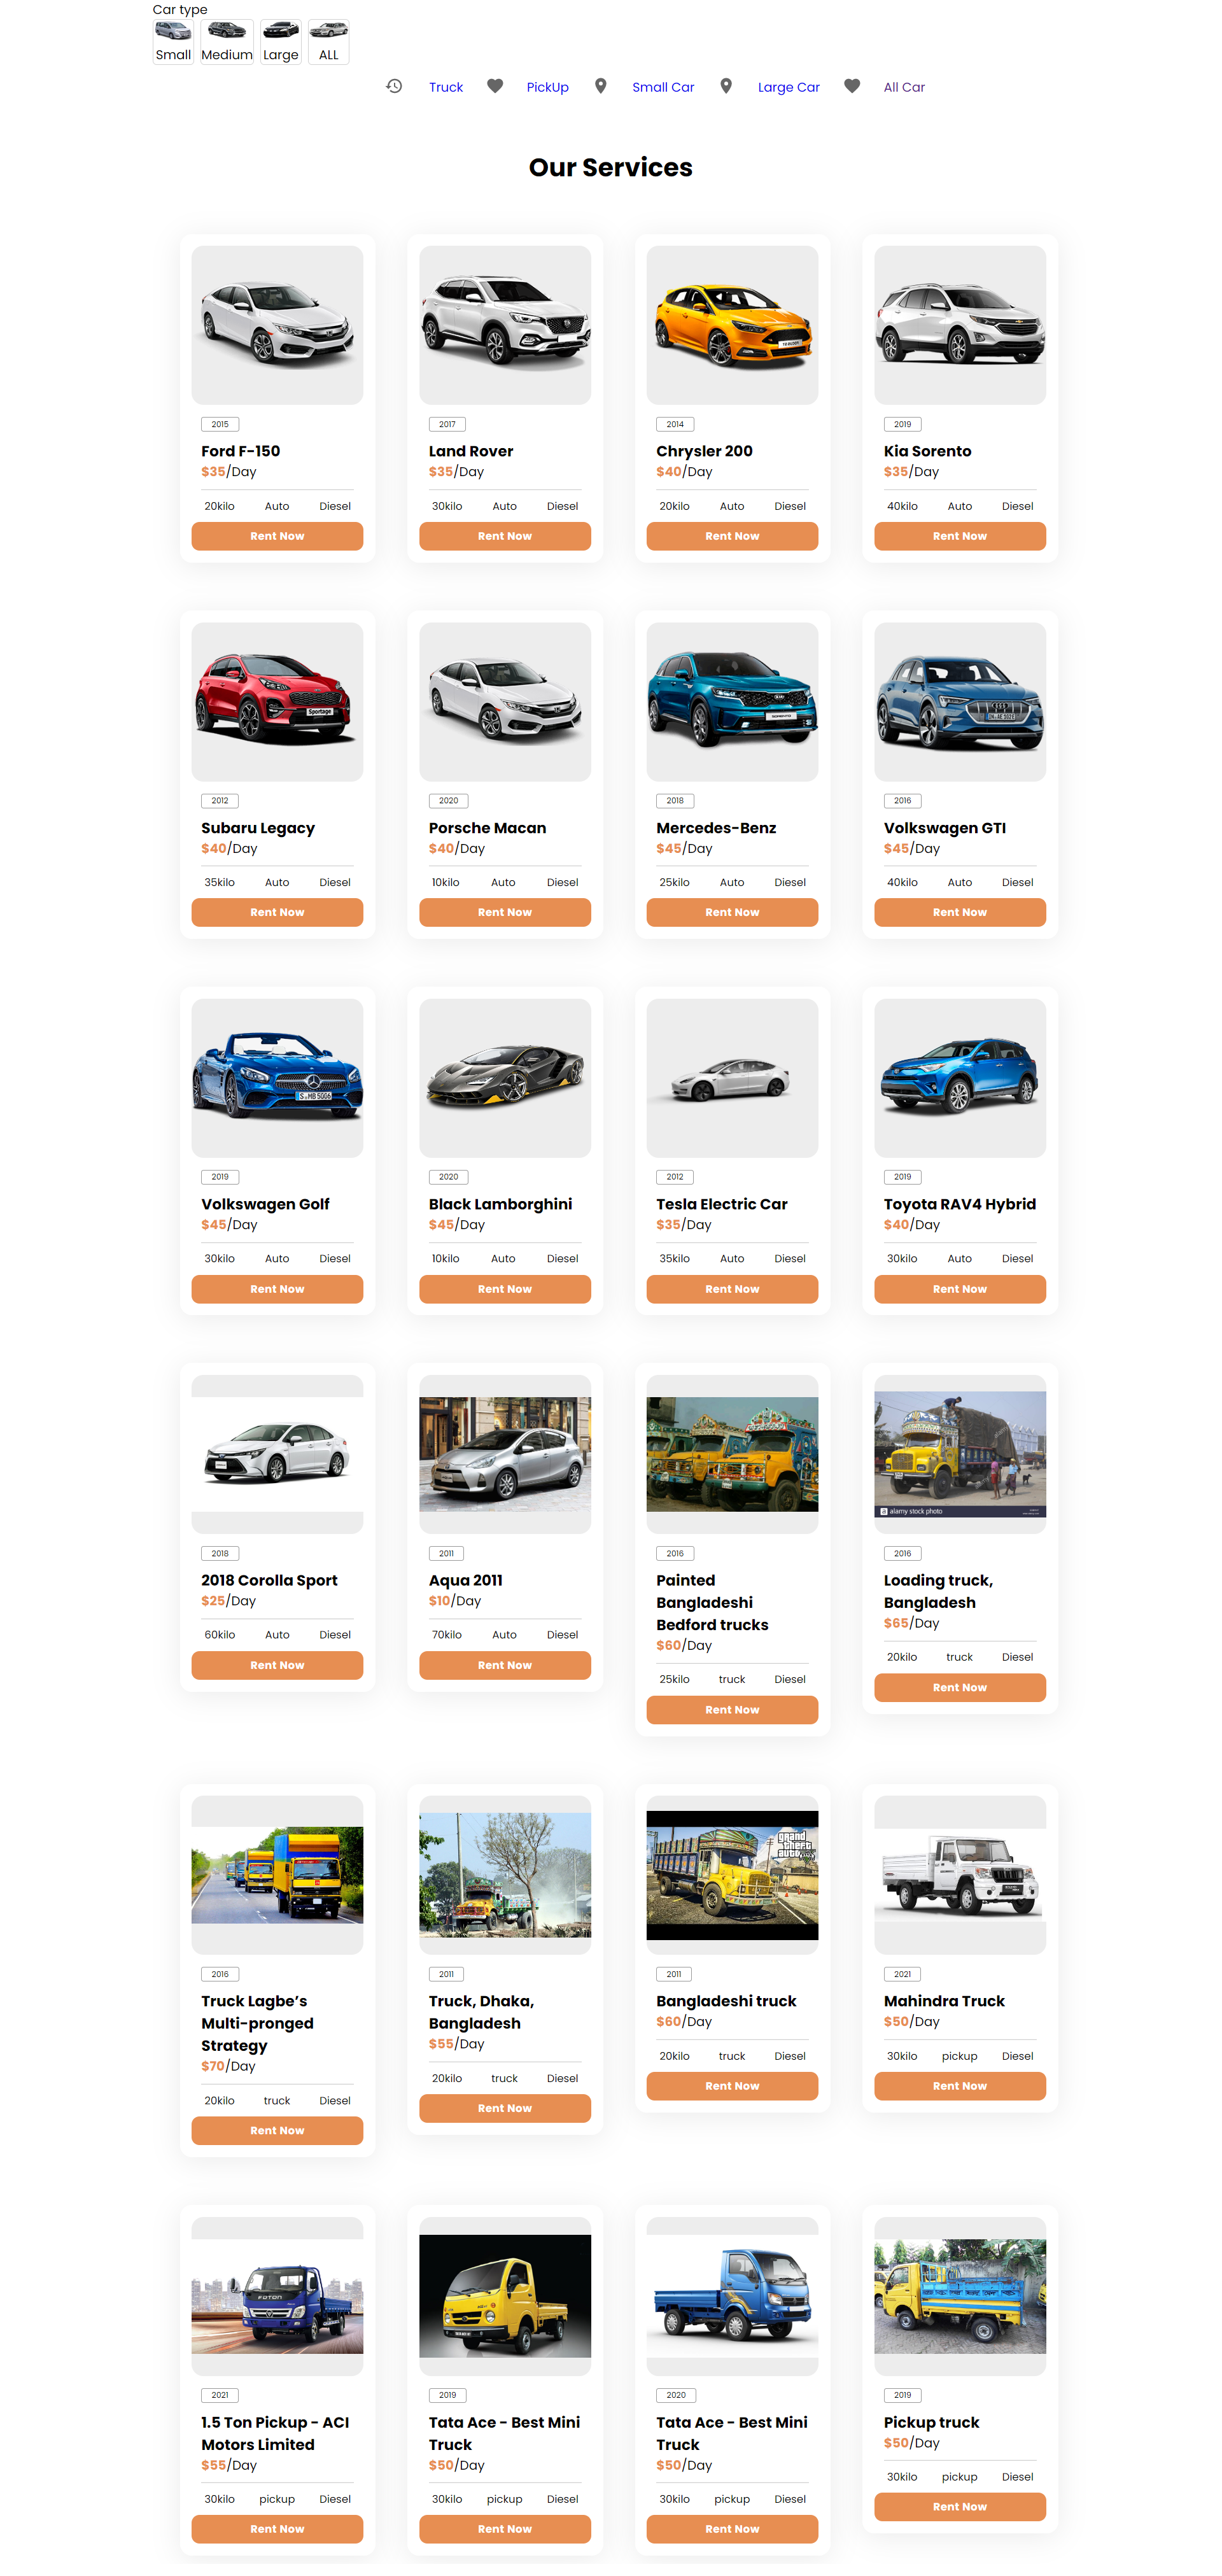 Car type
Small Medium Large ALL
Truck PickUp Small Car Large Car All Car
Our Services
2015 2017 2014 2019
Ford F-150 Land Rover Chrysler 200 Kia Sorento
$35/Day $35/Day $40/Day $35/Day
20kilo Auto Diesel 30kilo Auto Diesel 20kilo Auto Diesel 40kilo Auto Diesel
Rent Now Rent Now Rent Now Rent Now
Sportage
2012 2020 2018 2016
Subaru Legacy Porsche Macan Mercedes-Benz Volkswagen GTI
$40/Day $40/Day $45/Day $45/Day
35kilo Auto Diesel 10kilo Auto Diesel 25kilo Auto Diesel 40kilo Auto Diesel
Rent Now Rent Now Rent Now Rent Now
S MB 5006
2019 2020 2012 2019
Volkswagen Golf Black Lamborghini Tesla Electric Car Toyota RAV4 Hybrid
$45/Day $45/Day $35/Day $40/Day
30kilo Auto Diesel 10kilo Auto Diesel 35kilo Auto Diesel 30kilo Auto Diesel
Rent Now Rent Now Rent Now Rent Now
a alamy stock photo
2018 2011 2016 2016
2018 Corolla Sport Aqua 2011 Painted Loading truck,
Bangladeshi Bangladesh
Bedford trucks
$25/Day $10/Day $60/Day $65/Day
60kilo Auto Diesel 70kilo Auto Diesel 25kilo truck Diesel 20kilo truck Diesel
Rent Now Rent Now Rent Now Rent Now
grand
theft
auto
2016 2011 2011 2021
Truck Lagbe’s Truck, Dhaka, Bangladeshi truck Mahindra Truck
Multi-pronged Bangladesh
Strategy
$70/Day $55/Day $60/Day $50/Day
20kilo truck Diesel 20kilo truck Diesel 20kilo truck Diesel 30kilo pickup Diesel
Rent Now Rent Now Rent Now Rent Now
FOTON
2021 2019 2020 2019
1.5 Ton Pickup - ACI Tata Ace - Best Mini Tata Ace - Best Mini Pickup truck
Motors Limited Truck Truck
$55/Day $50/Day $50/Day $50/Day
30kilo pickup Diesel 30kilo pickup Diesel 30kilo pickup Diesel 30kilo pickup Diesel
Rent Now Rent Now Rent Now Rent Now